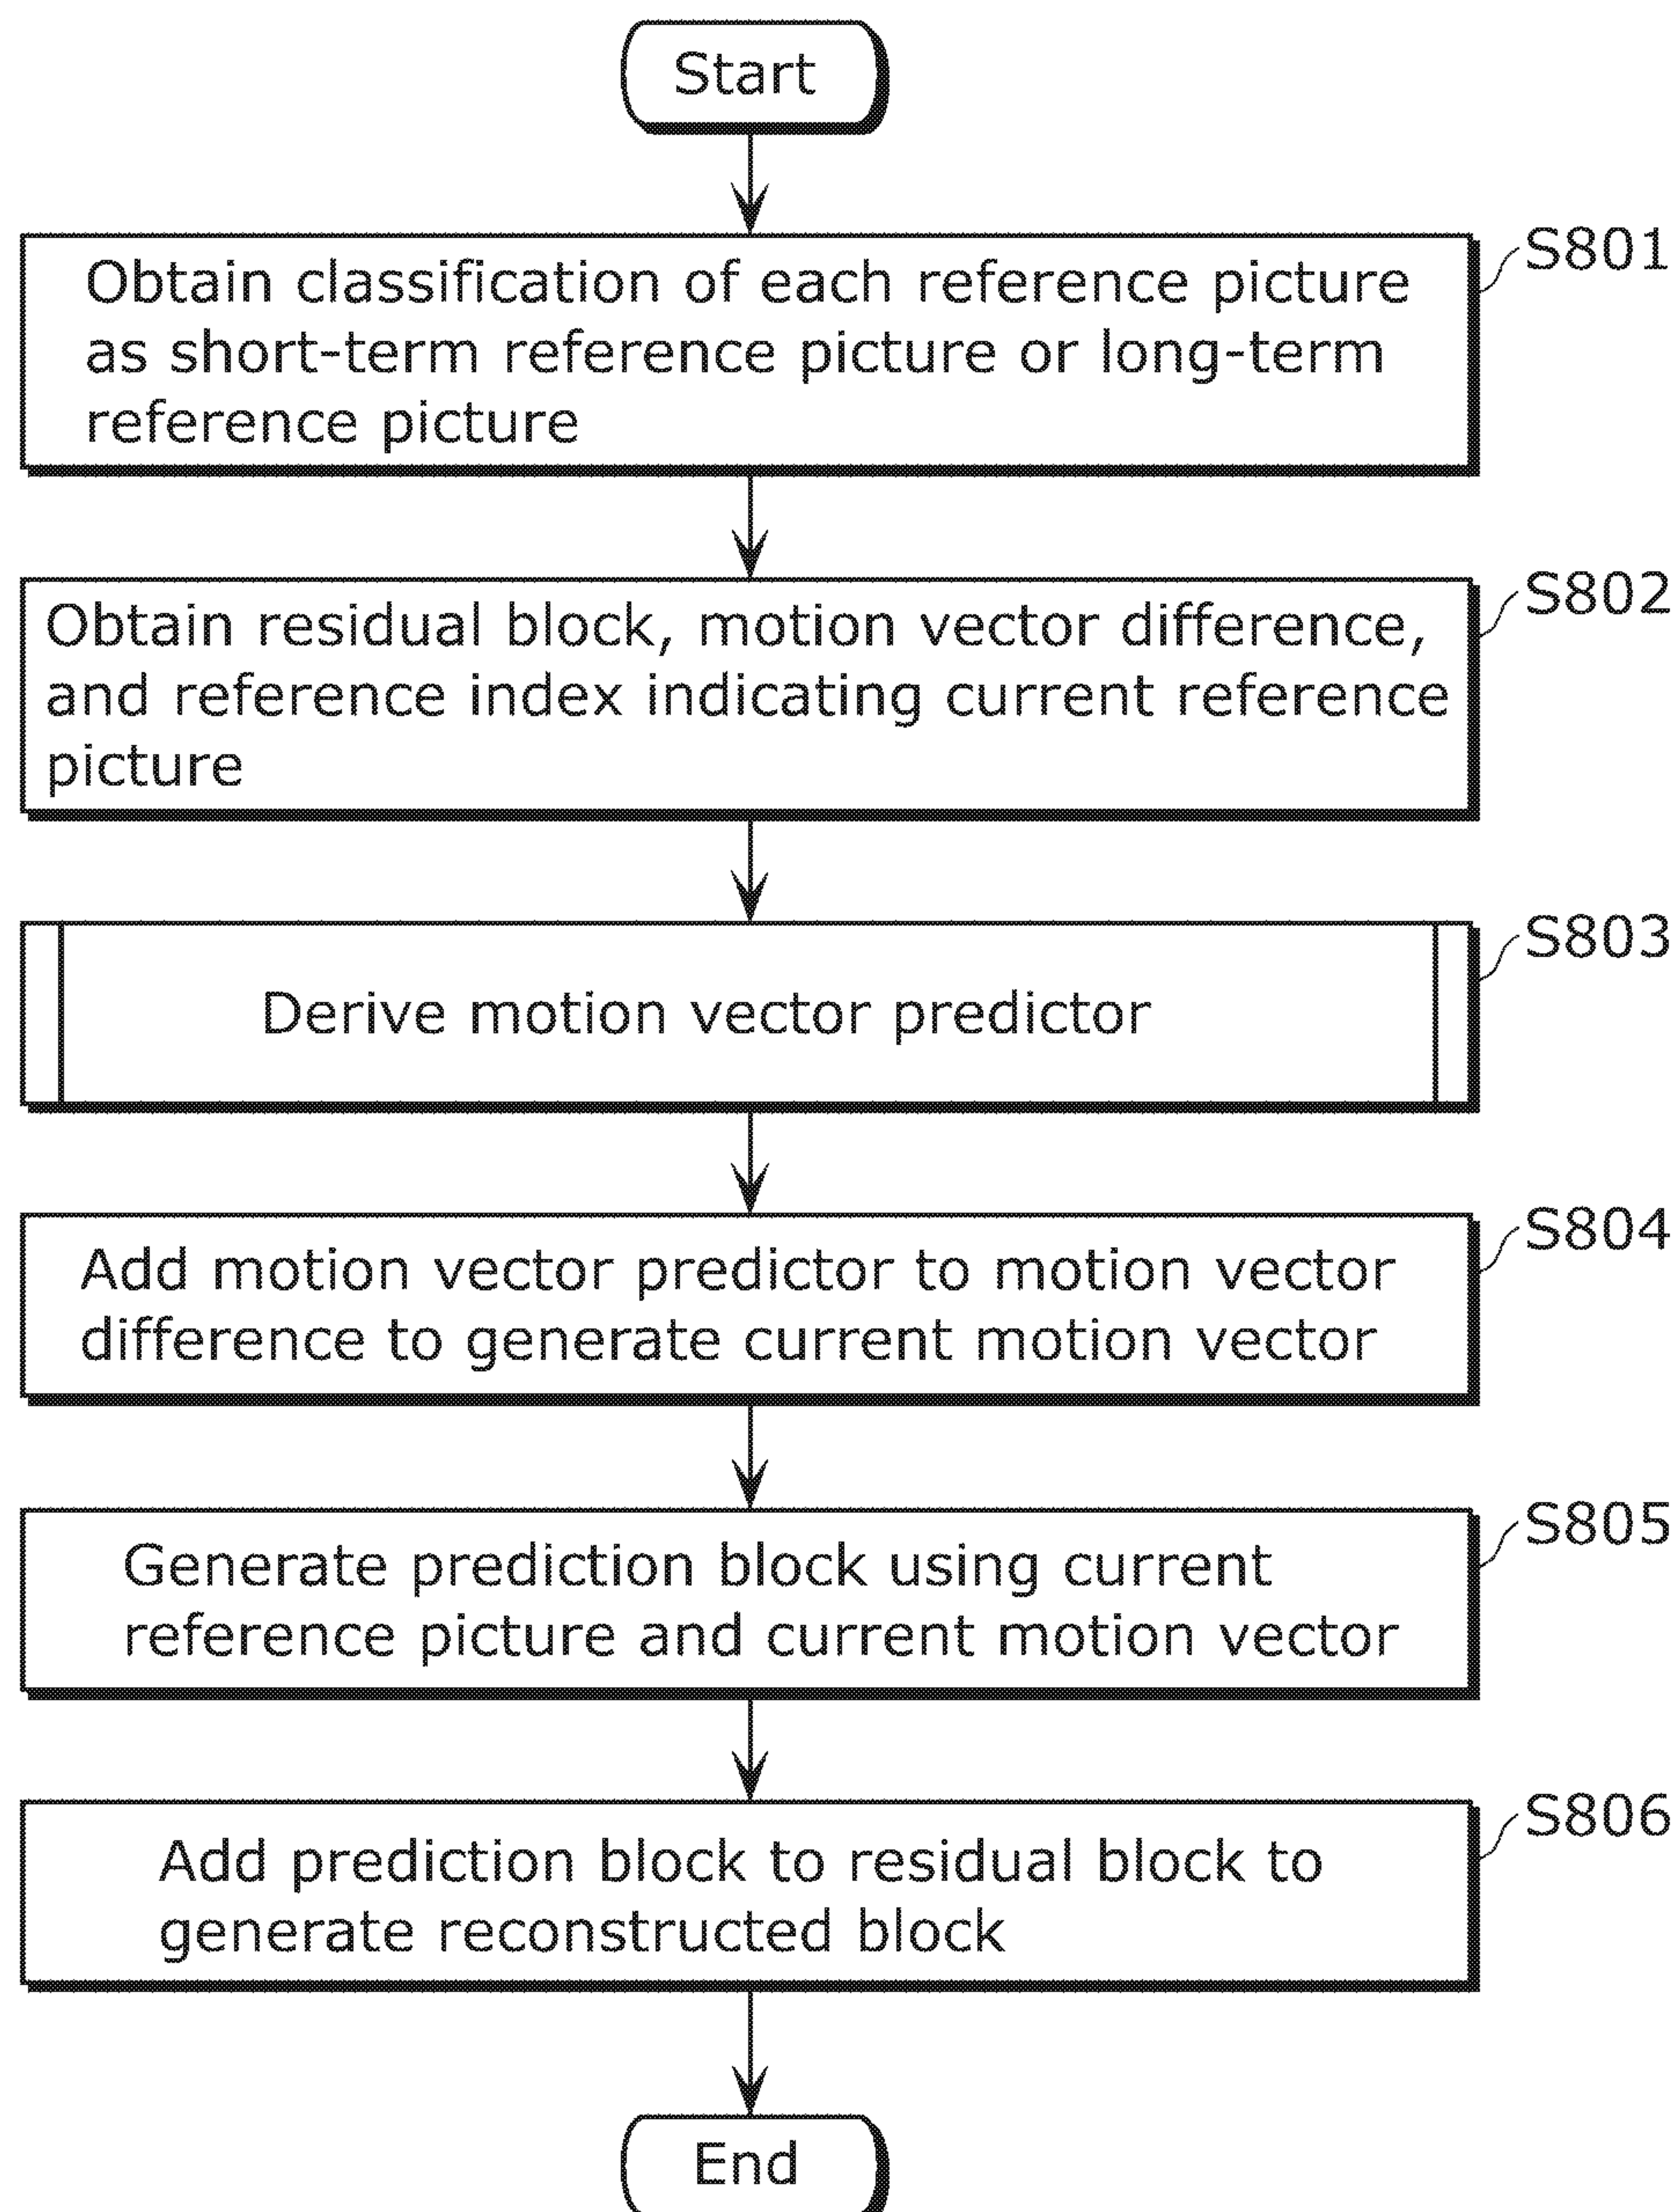 Start
S801
Obtain classification of each reference picture
as short-term reference picture or long-term
reference picture
S802
Obtain residual block, motion vector difference,
and reference index indicating current reference
picture
S803
Derive motion vector predictor
S804
Add motion vector predictor to motion vector
difference to generate current motion vector
S805
Generate prediction block using current
reference picture and current motion vector
S806
Add prediction block to residual block to
generate reconstructed block
End